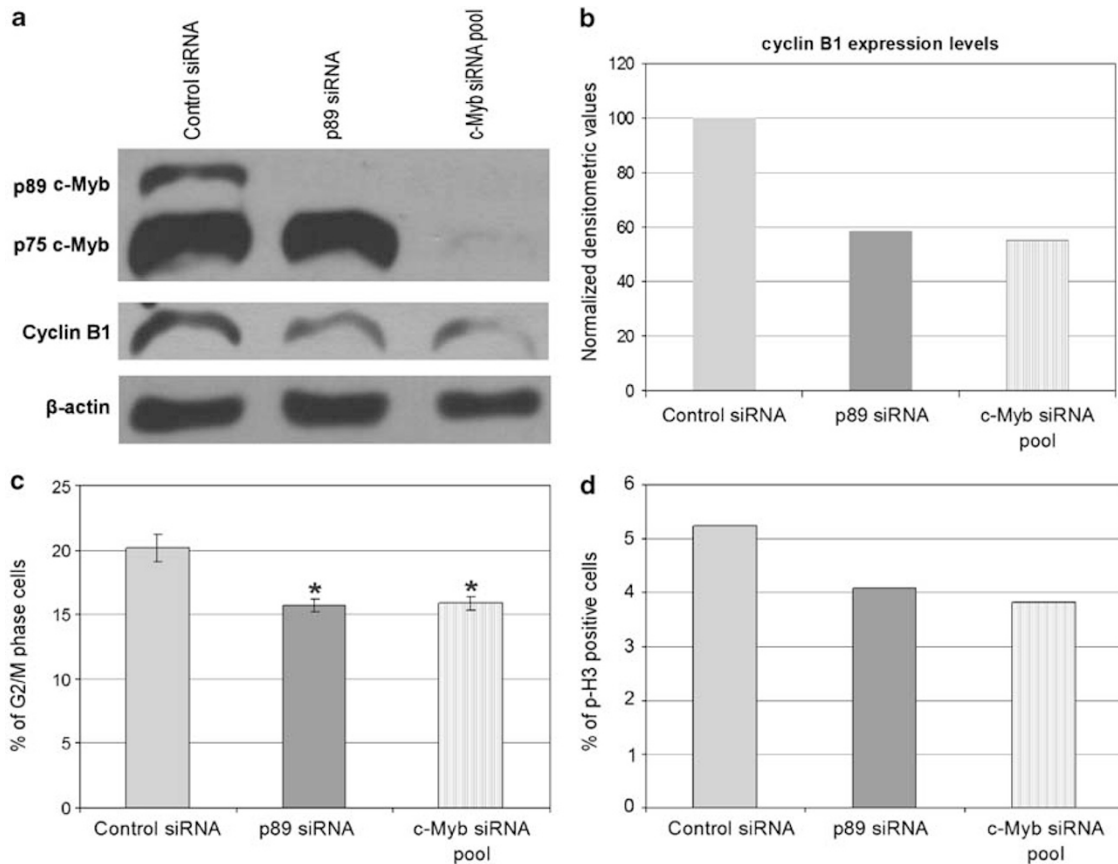 a
Control siRNA
p89 siRNA
c-Myb siRNA pool
p89 c-Myb
p75 c-Myb
Cyclin B1
β-actin
b
cyclin B1 expression levels
Normalized densitometric values
120
100
80
60
40
20
0
Control siRNA
p89 siRNA
c-Myb siRNA
pool
c
% of G2/M phase cells
25
20
15
10
5
0
*
*
Control siRNA
p89 siRNA
c-Myb siRNA
pool
d
% of p-H3 positive cells
6
5
4
3
2
1
0
Control siRNA
p89 siRNA
c-Myb siRNA
pool